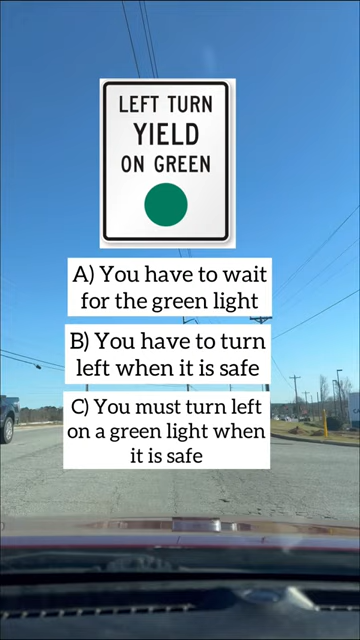 LEFT TURN
YIELD
ON GREEN
A) You have to wait
for the green light
B) You have to turn
left when it is safe
C) You must turn left
on a green light when
it is safe